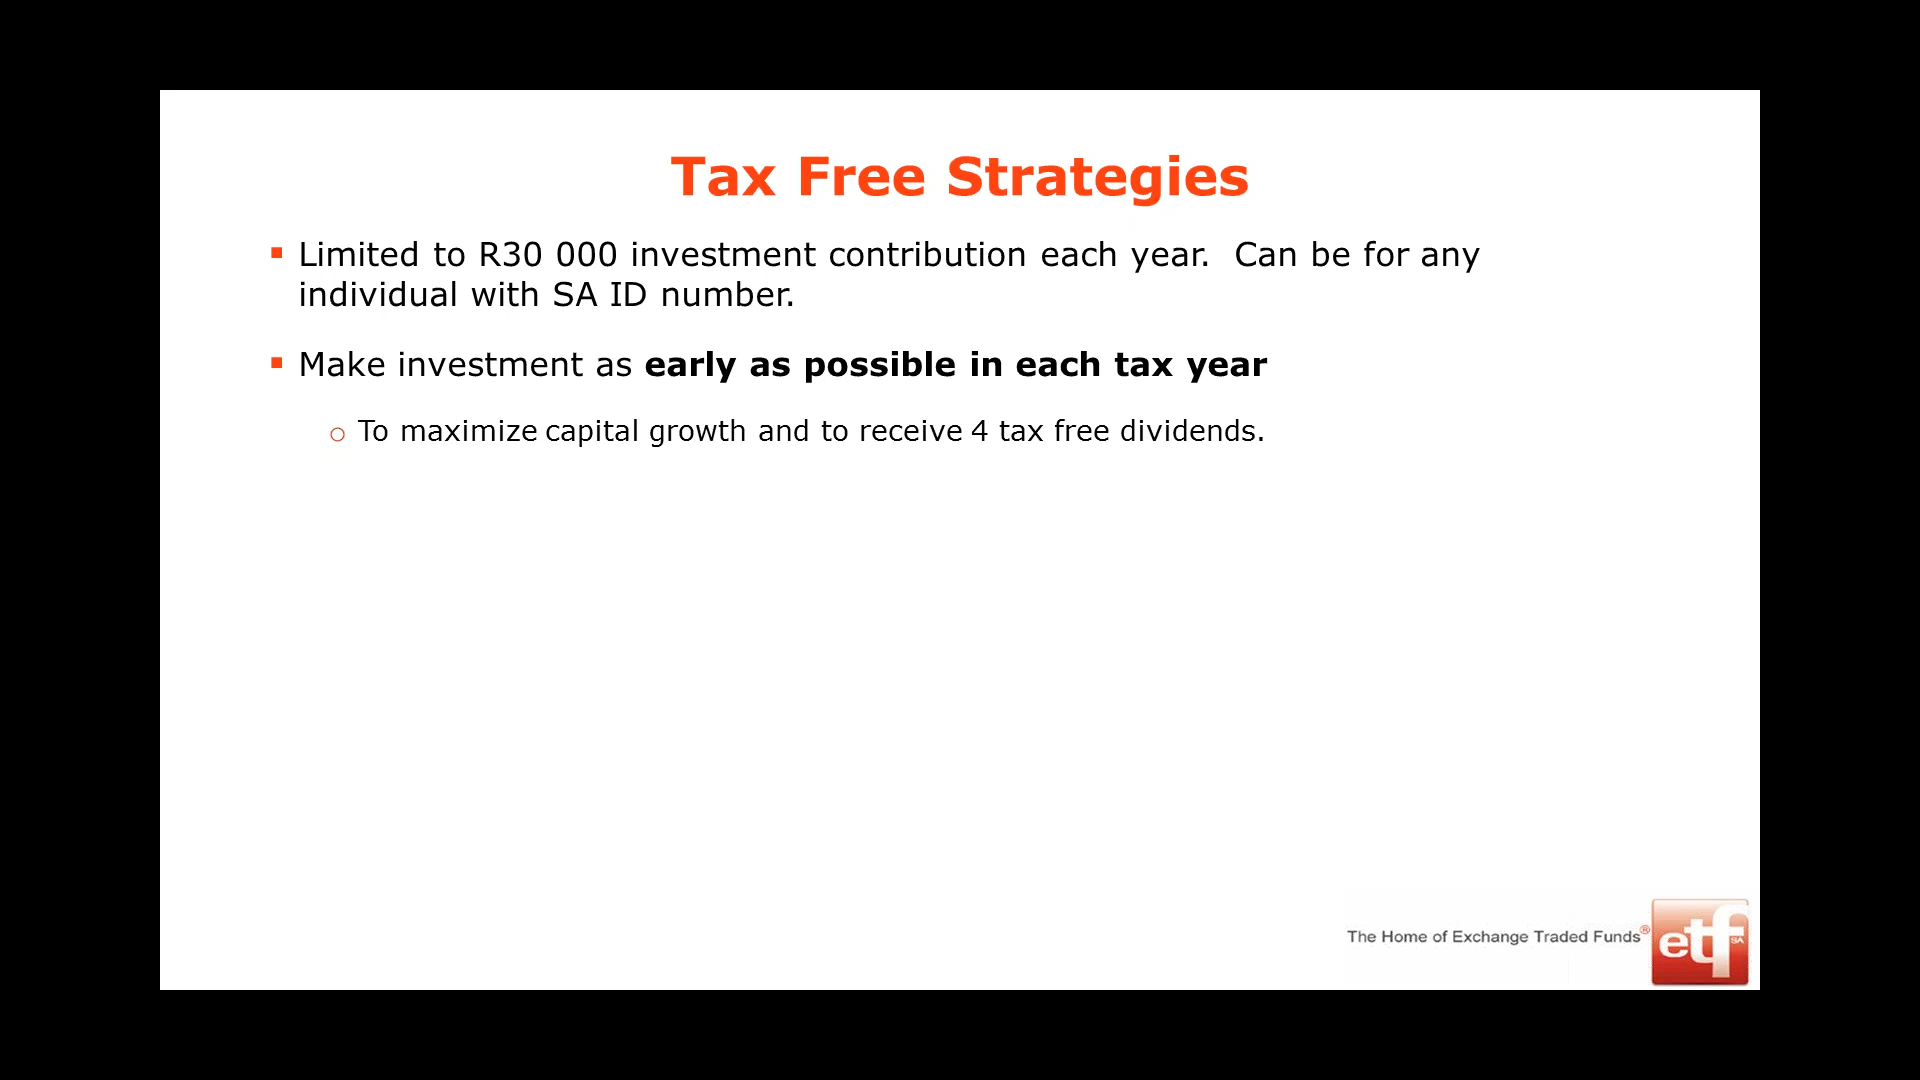 Tax Free Strategies
▪ Limited to R30 000 investment contribution each year.  Can be for any
individual with SA ID number.
▪ Make investment as early as possible in each tax year
o To maximize capital growth and to receive 4 tax free dividends.
The Home of Exchange Traded Funds®
etf
SA